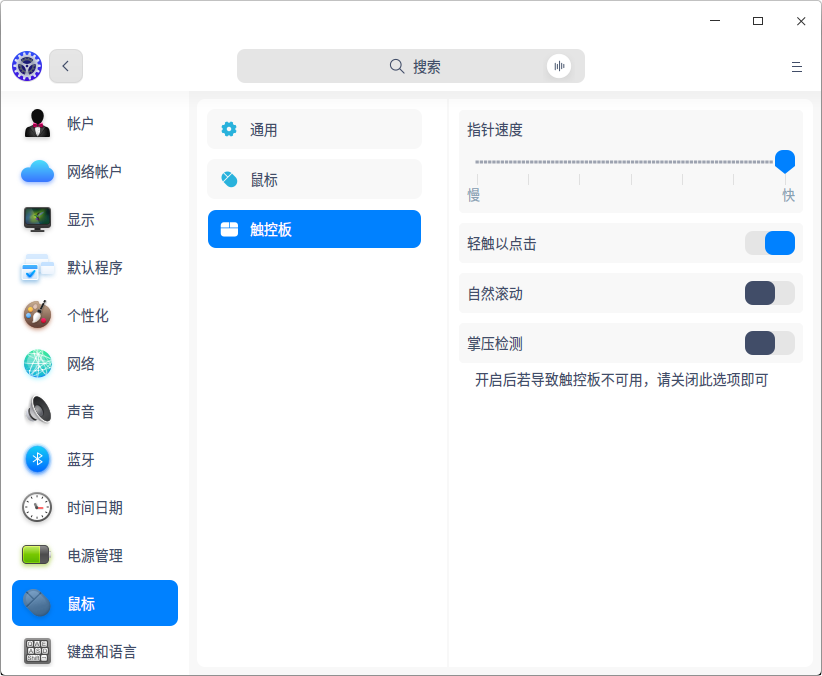 搜索
帐户
网络帐户
显示
默认程序
个性化
网络
声音
蓝牙
时间日期
电源管理
鼠标
键盘和语言
通用
鼠标
触控板
指针速度
慢
快
轻触以点击
自然滚动
掌压检测
开启后若导致触控板不可用，请关闭此选项即可